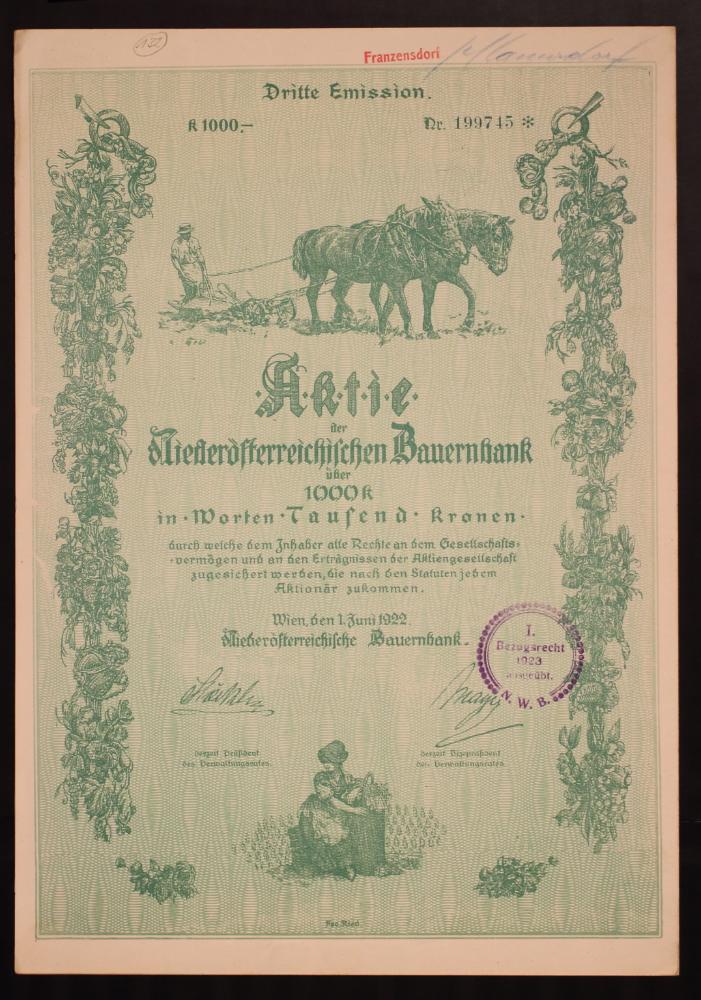 132
Franzensdorf
Dritte Emission.
K 1000.–
Nr. 199745 *
·A·k·t·i·e·
der
Niederösterreichischen Bauernbank
über
1000 K
in·Worten·Tausend·Kronen·
durch welche dem Inhaber alle Rechte an dem Gesellschafts=
=vermögen und an den Erträgnissen der Aktiengesellschaft
zugesichert werden, die nach den Statuten jedem
Aktionär zukommen.
Wien, den 1. Juni 1922.
Niederösterreichische Bauernbank.
I.
Bezugsrecht
1923
ausgeübt.
N. W. B.
derzeit Präsident
des Verwaltungsrates.
derzeit Vizepräsident
des Verwaltungsrates.